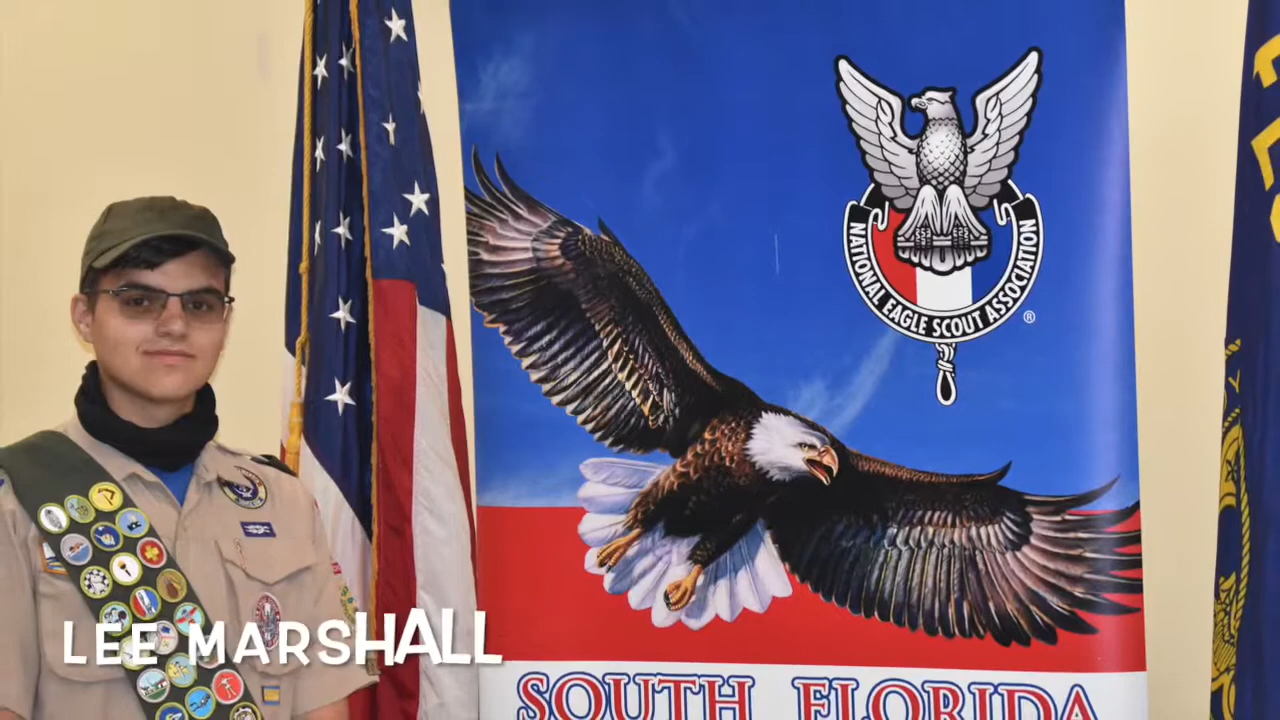 NATIONAL EAGLE SCOUT ASSOCIATION
®
LEE MARSHALL
SOUTH FLORIDA